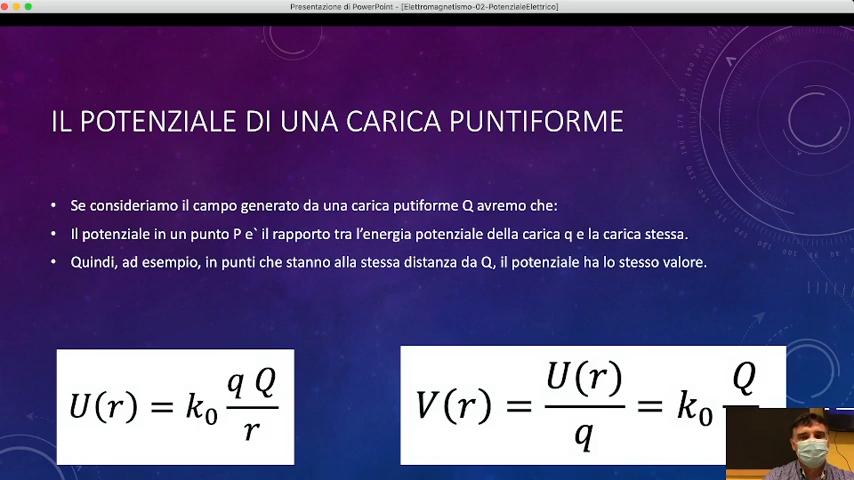 Presentazione di PowerPoint - [Elettromagnetismo-02-PotenzialeElettrico]
IL POTENZIALE DI UNA CARICA PUNTIFORME
• Se consideriamo il campo generato da una carica putiforme Q avremo che:
• Il potenziale in un punto P e` il rapporto tra l'energia potenziale della carica q e la carica stessa.
• Quindi, ad esempio, in punti che stanno alla stessa distanza da Q, il potenziale ha lo stesso valore.
U(r) = k₀ q Q / r
V(r) = U(r) / q = k₀ Q